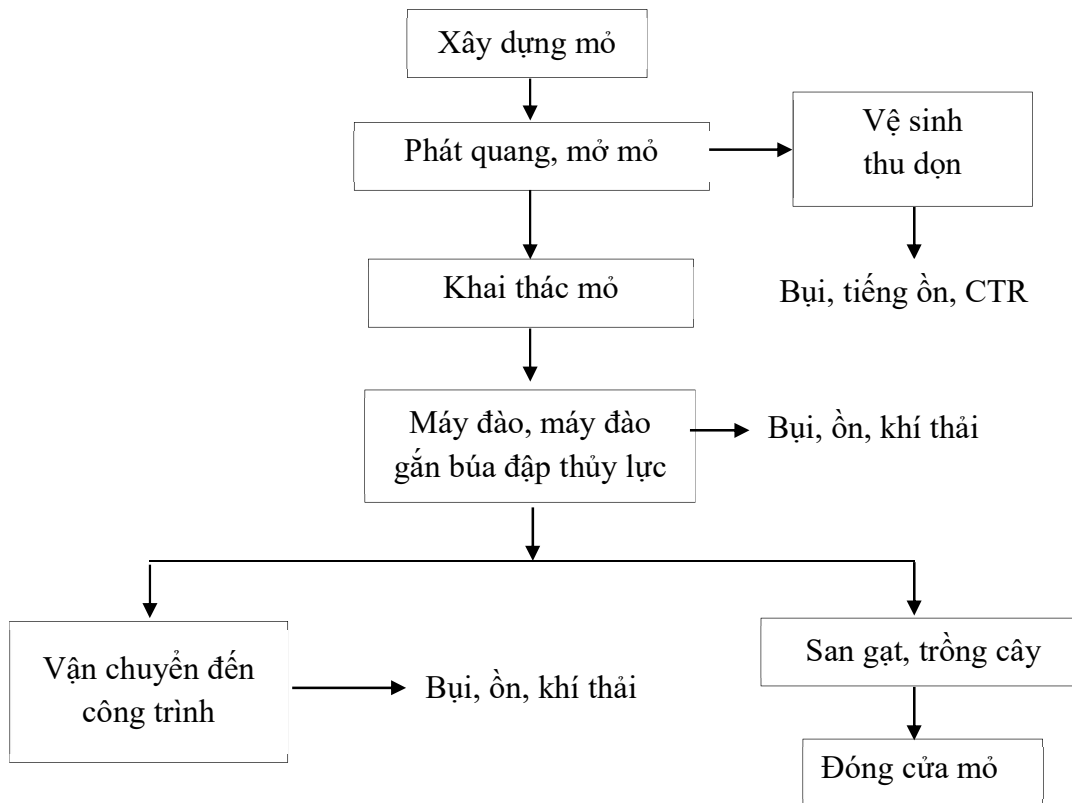 Xây dựng mỏ
Phát quang, mở mỏ
Vệ sinh
thu dọn
Khai thác mỏ
Bụi, tiếng ồn, CTR
Máy đào, máy đào
gắn búa đập thủy lực
Bụi, ồn, khí thải
Vận chuyển đến
công trình
Bụi, ồn, khí thải
San gạt, trồng cây
Đóng cửa mỏ